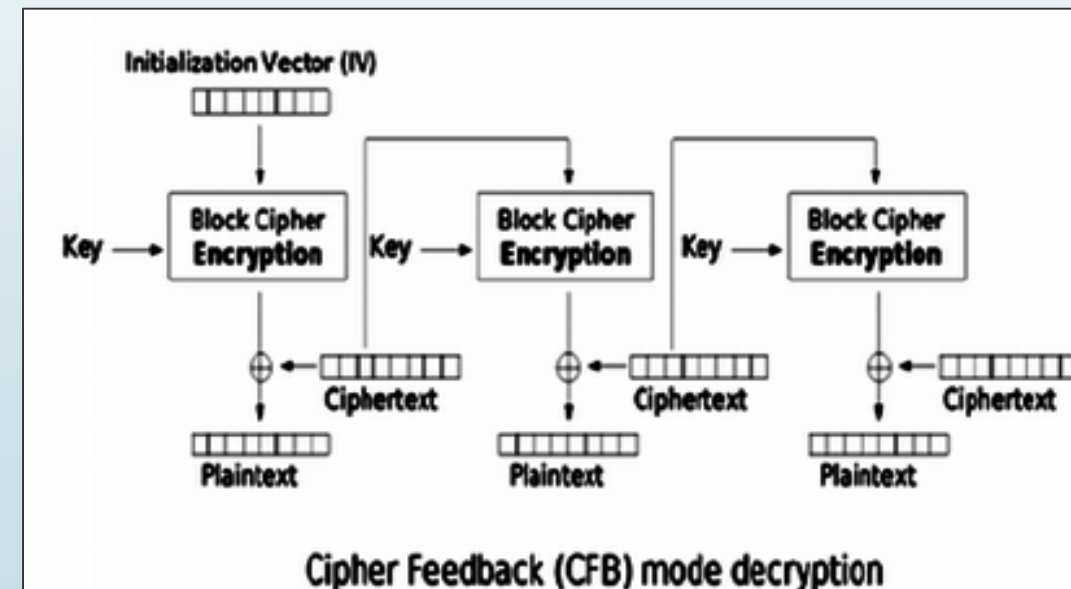 Initialization Vector (IV)
Block Cipher
Encryption
Block Cipher
Encryption
Block Cipher
Encryption
Key
Key
Key
Ciphertext
Ciphertext
Ciphertext
Plaintext
Plaintext
Plaintext
Cipher Feedback (CFB) mode decryption